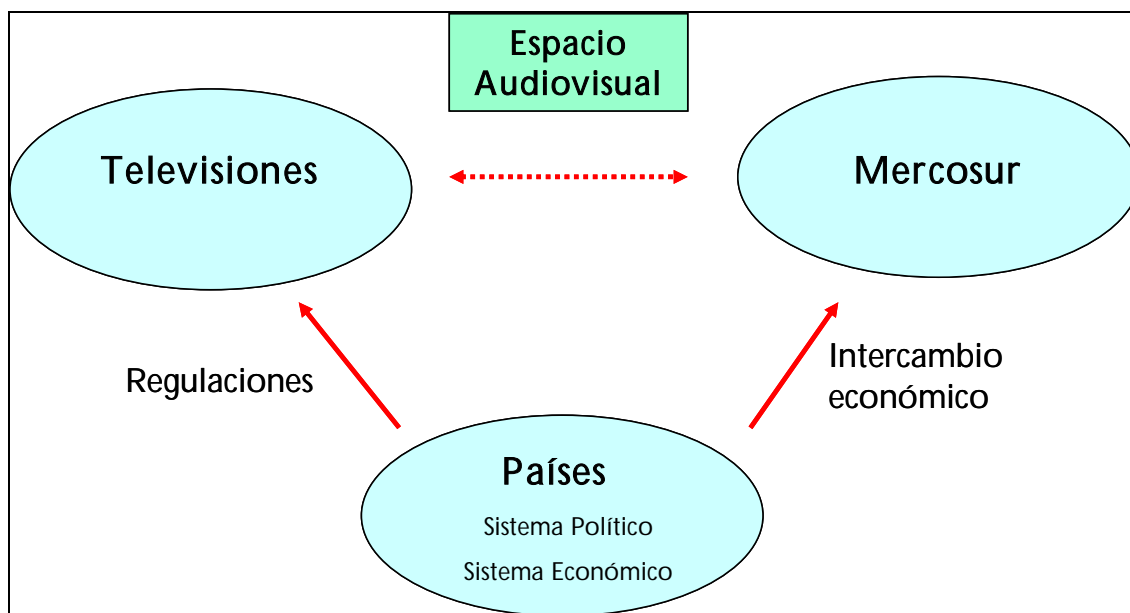 Espacio
Audiovisual
Televisiones
Mercosur
Regulaciones
Intercambio
económico
Países
Sistema Político
Sistema Económico